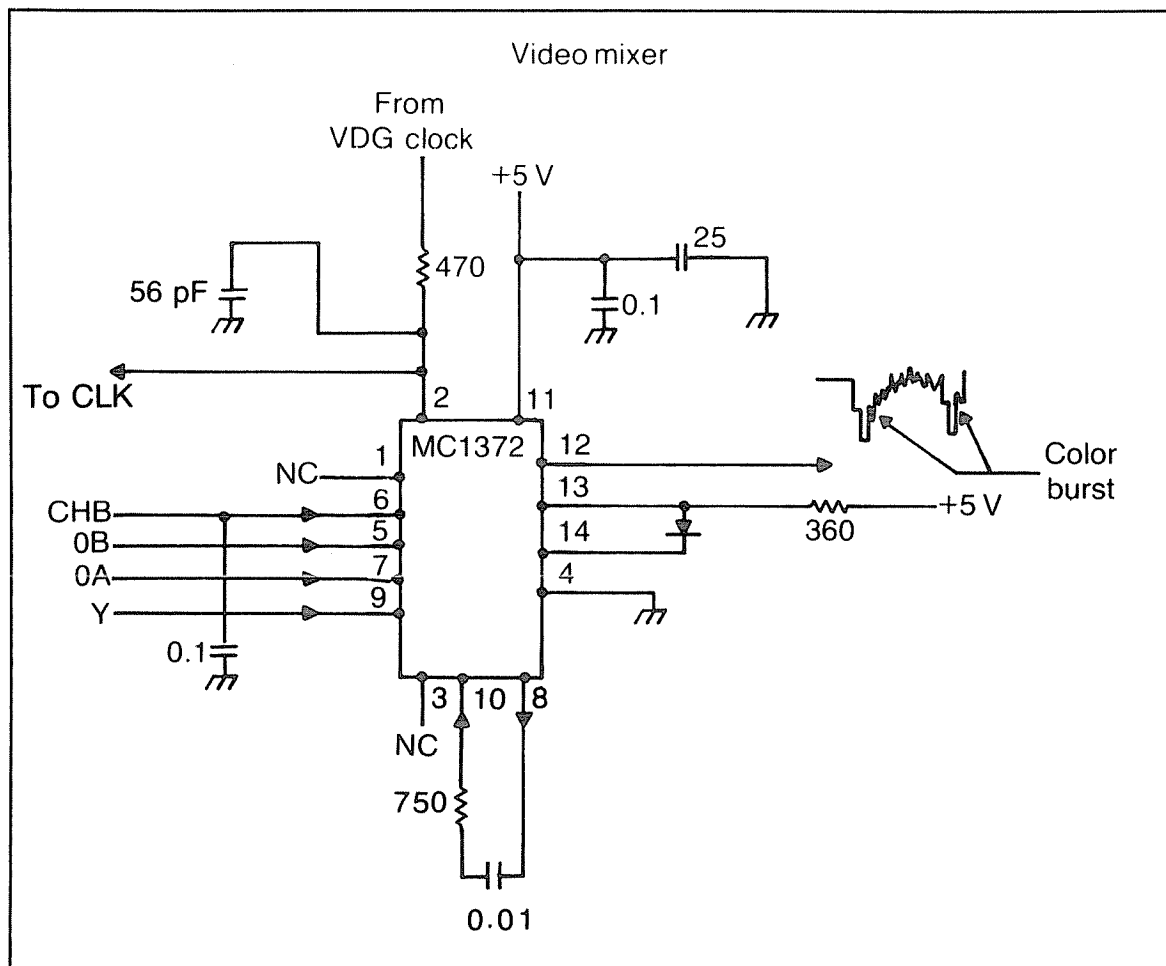 Video mixer
From
VDG clock
+5 V
470
25
56 pF
0.1
To CLK
2
11
MC1372
12
Color
burst
1
NC
13
+5 V
360
6
CHB
5
0B
14
7
0A
4
9
Y
0.1
3
10
8
NC
750
0.01